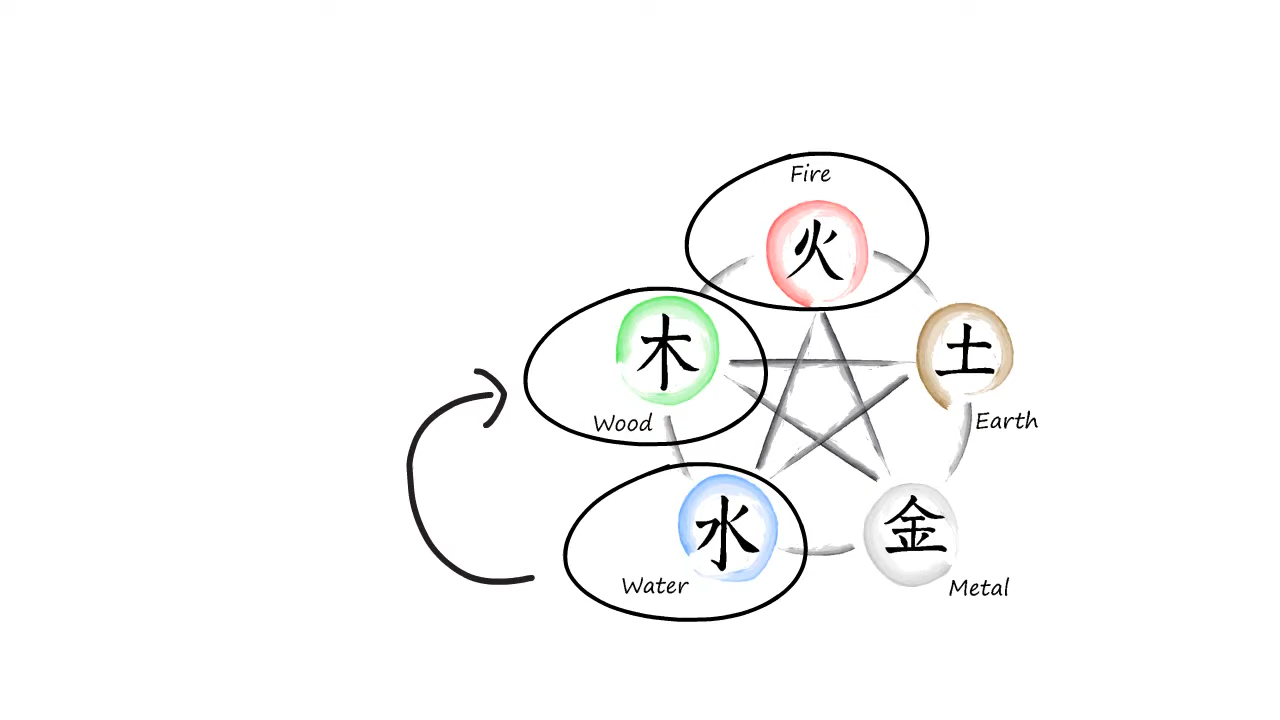 Fire
火
木
土
Wood
Earth
水
金
Water
Metal